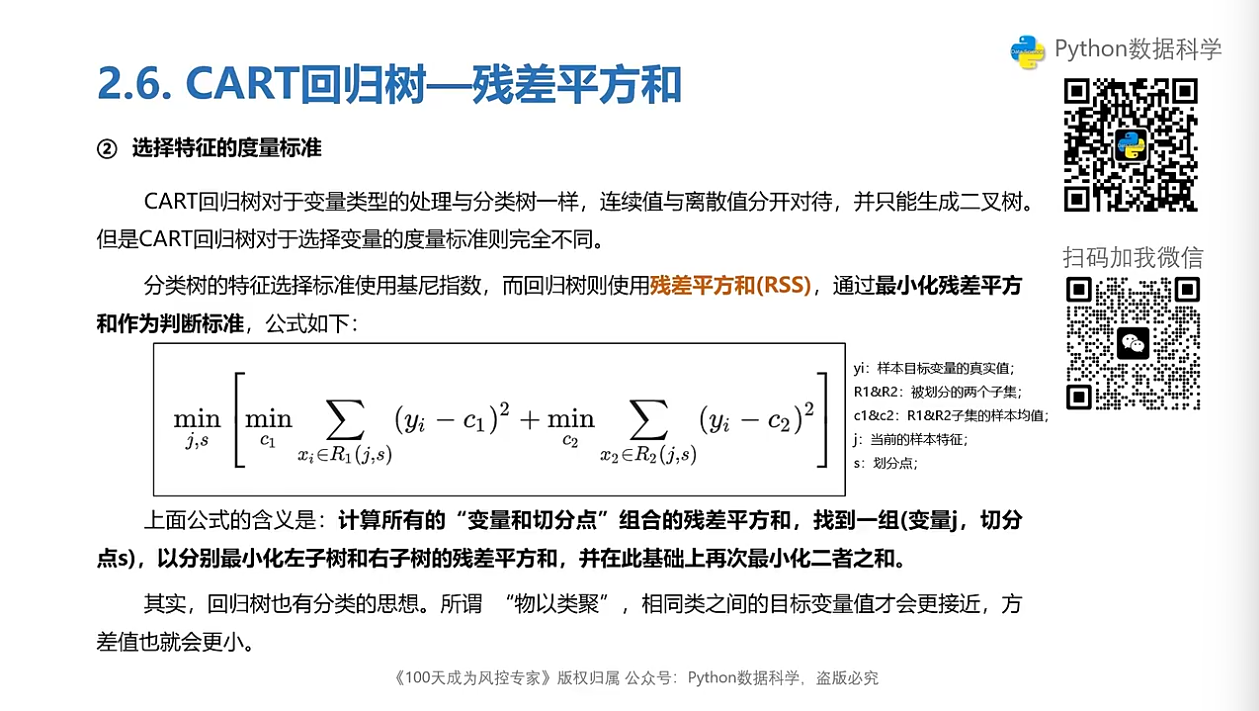 Python数据科学
2.6. CART回归树—残差平方和
② 选择特征的度量标准
CART回归树对于变量类型的处理与分类树一样，连续值与离散值分开对待，并只能生成二叉树。
但是CART回归树对于选择变量的度量标准则完全不同。
扫码加我微信
分类树的特征选择标准使用基尼指数，而回归树则使用残差平方和(RSS)，通过最小化残差平方
和作为判断标准，公式如下：
min_{j,s} [ min_{c_1} ∑_{x_i∈R_1(j,s)} (y_i − c_1)^2 + min_{c_2} ∑_{x_2∈R_2(j,s)} (y_i − c_2)^2 ]
yi：样本目标变量的真实值；
R1&R2：被划分的两个子集；
c1&c2：R1&R2子集的样本均值；
j：当前的样本特征；
s：划分点；
上面公式的含义是：计算所有的“变量和切分点”组合的残差平方和，找到一组(变量j，切分
点s)，以分别最小化左子树和右子树的残差平方和，并在此基础上再次最小化二者之和。
其实，回归树也有分类的思想。所谓 “物以类聚”，相同类之间的目标变量值才会更接近，方
差值也就会更小。
《100天成为风控专家》版权归属 公众号：Python数据科学，盗版必究